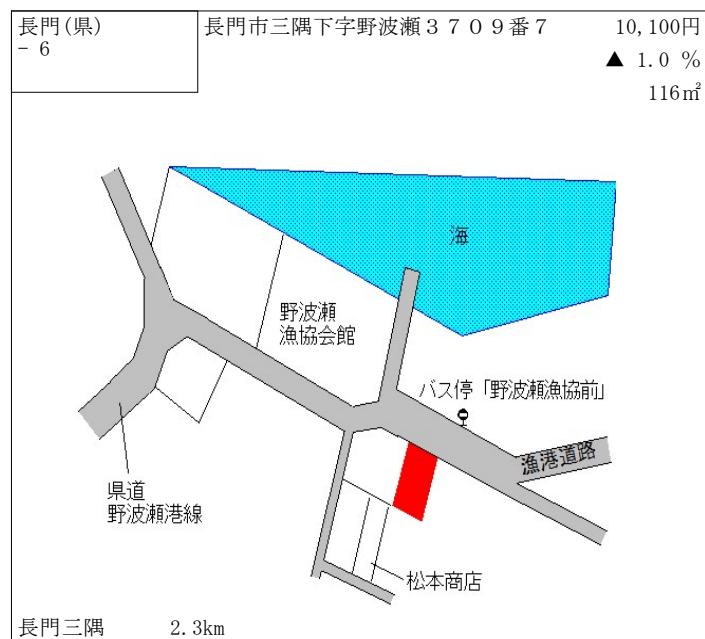 長門(県)
- 6
長門市三隅下字野波瀬３７０９番７
10,100円
▲ 1.0 %
116㎡
海
野波瀬
漁協会館
バス停「野波瀬漁協前」
漁港道路
県道
野波瀬港線
松本商店
長門三隅 2.3km